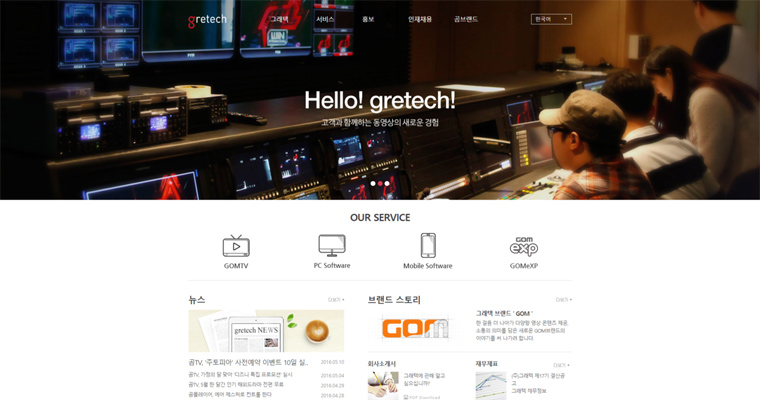 gretech
그래텍 서비스 홍보 인재채용 곰브랜드 한국어
Hello! gretech!
고객과 함께하는 동영상의 새로운 경험
OUR SERVICE
GOM
exp
GOMTV PC Software Mobile Software GOMeXP
뉴스 더보기 +
gretech NEWS
곰TV, '주토피아' 사전예약 이벤트 10일 실.. 2016.05.10
곰TV, 가정의 달 맞아 '디즈니 특집 프로모션' 실시 2016.05.04
곰TV, 5월 한 달간 인기 해외드라마 전편 무료 2016.04.29
곰플레이어, 에어 제스처로 컨트롤 한다 2016.04.28
브랜드 스토리 더보기 +
GOM
그래텍 브랜드 ' GOM '
한 걸음 더 나아가 다양한 영상 콘텐츠 제공,
소통의 의미를 담은 새로운 GOM브랜드의
이야기를 써 나가려 합니다.
회사소개서
그래텍에 관해 알고
싶으십니까?
PDF Download
재무제표 더보기 +
(주)그래텍 제17기 결산공
고
그래텍 재무정보